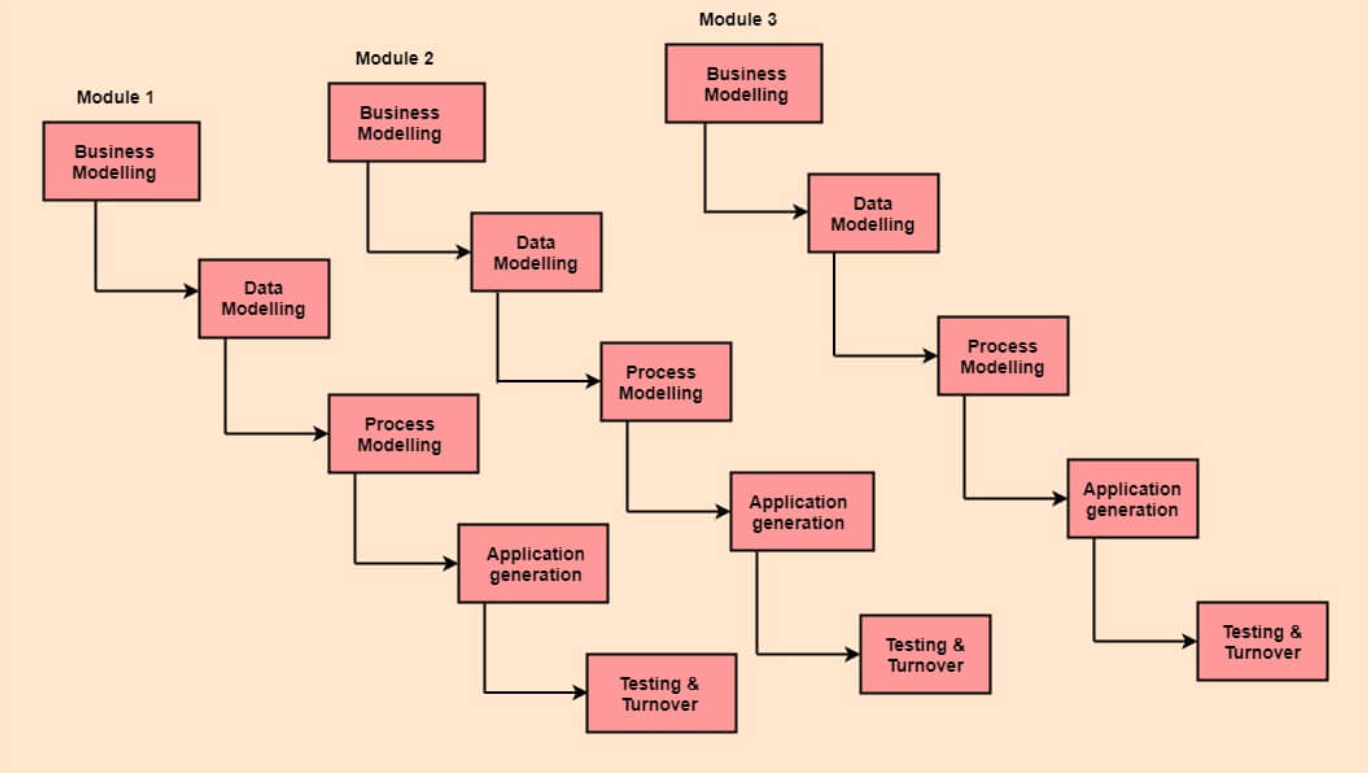 Module 1
Business
Modelling
Data
Modelling
Process
Modelling
Application
generation
Testing &
Turnover
Module 2
Business
Modelling
Data
Modelling
Process
Modelling
Application
generation
Testing &
Turnover
Module 3
Business
Modelling
Data
Modelling
Process
Modelling
Application
generation
Testing &
Turnover